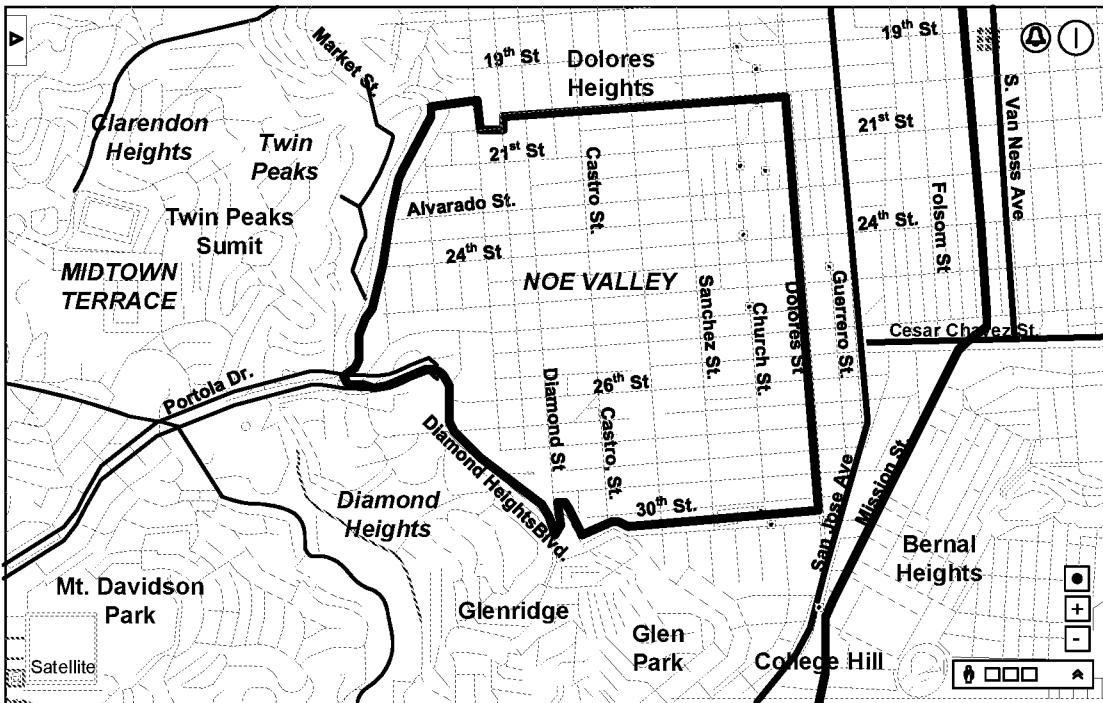 19th St
Dolores
Heights
19th St
Market St.
S. Van Ness Ave
Clarendon
Heights
Twin
Peaks
21st St
21st St
Castro St.
Alvarado St.
Twin Peaks
Sumit
24th St.
Folsom St
24th St
MIDTOWN
TERRACE
NOE VALLEY
Sanchez St.
Church St.
Dolores St
Guerrero St.
Cesar Chavez St.
Portola Dr.
Diamond St
26th St
Castro, St.
Diamond HeightsBlvd.
Diamond
Heights
30th St.
San Jose Ave
Mission St
Bernal
Heights
Mt. Davidson
Park
Glenridge
Glen
Park
College Hill
Satellite
+
-